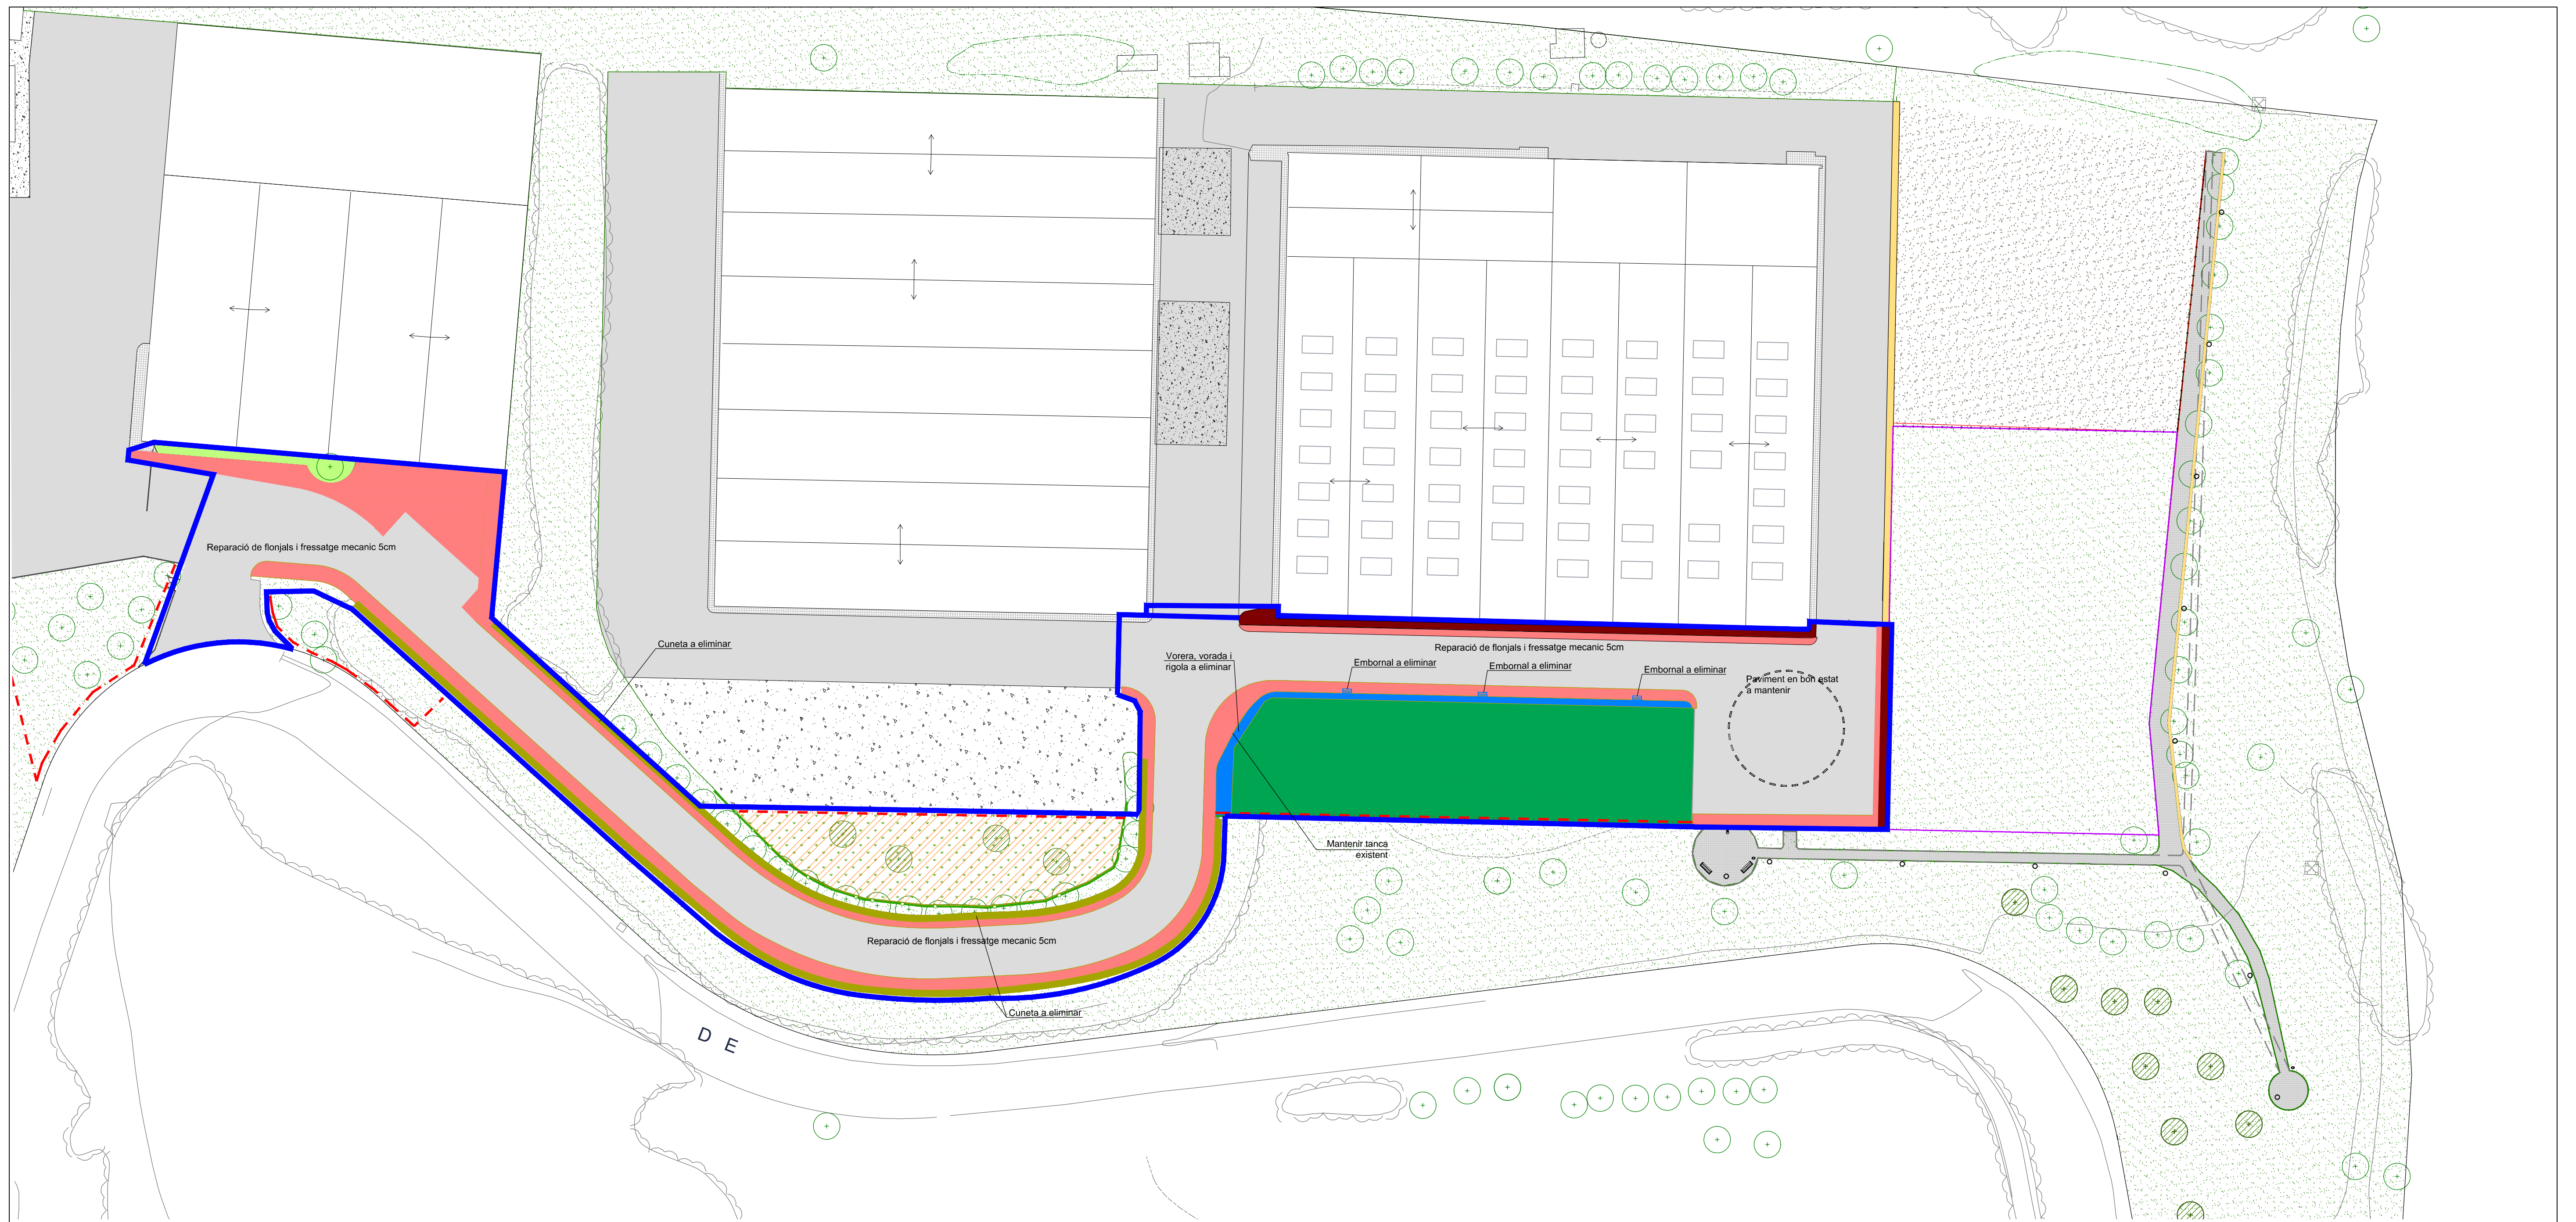 Reparació de flonjals i fressatge mecanic 5cm
Cuneta a eliminar
Vorera, vorada i
rigola a eliminar
Reparació de flonjals i fressatge mecanic 5cm
Embornal a eliminar
Embornal a eliminar
Embornal a eliminar
Paviment en bon estat
a mantenir
Mantenir tanca
existent
Reparació de flonjals i fressatge mecanic 5cm
Cuneta a eliminar
D E